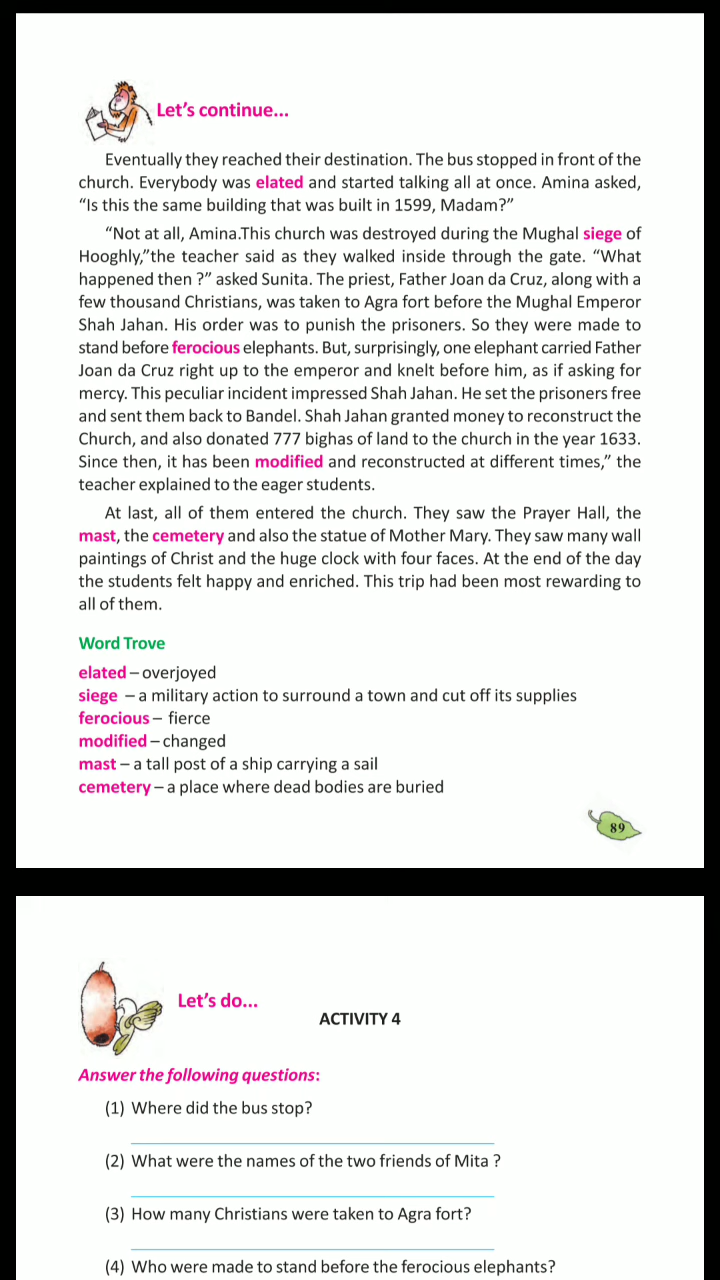 Let's continue...
Eventually they reached their destination. The bus stopped in front of the
church. Everybody was elated and started talking all at once. Amina asked,
“Is this the same building that was built in 1599, Madam?”
“Not at all, Amina.This church was destroyed during the Mughal siege of
Hooghly,”the teacher said as they walked inside through the gate. “What
happened then ?” asked Sunita. The priest, Father Joan da Cruz, along with a
few thousand Christians, was taken to Agra fort before the Mughal Emperor
Shah Jahan. His order was to punish the prisoners. So they were made to
stand before ferocious elephants. But, surprisingly, one elephant carried Father
Joan da Cruz right up to the emperor and knelt before him, as if asking for
mercy. This peculiar incident impressed Shah Jahan. He set the prisoners free
and sent them back to Bandel. Shah Jahan granted money to reconstruct the
Church, and also donated 777 bighas of land to the church in the year 1633.
Since then, it has been modified and reconstructed at different times,” the
teacher explained to the eager students.
At last, all of them entered the church. They saw the Prayer Hall, the
mast, the cemetery and also the statue of Mother Mary. They saw many wall
paintings of Christ and the huge clock with four faces. At the end of the day
the students felt happy and enriched. This trip had been most rewarding to
all of them.
Word Trove
elated – overjoyed
siege – a military action to surround a town and cut off its supplies
ferocious – fierce
modified – changed
mast – a tall post of a ship carrying a sail
cemetery – a place where dead bodies are buried
89
Let's do...
ACTIVITY 4
Answer the following questions:
(1) Where did the bus stop?
(2) What were the names of the two friends of Mita ?
(3) How many Christians were taken to Agra fort?
(4) Who were made to stand before the ferocious elephants?